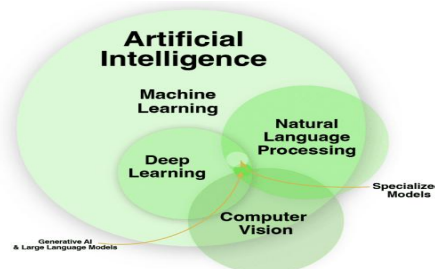 Artificial
Intelligence
Machine
Learning
Natural
Language
Processing
Deep
Learning
Specialize
Models
Computer
Vision
Generative AI
& Large Language Models